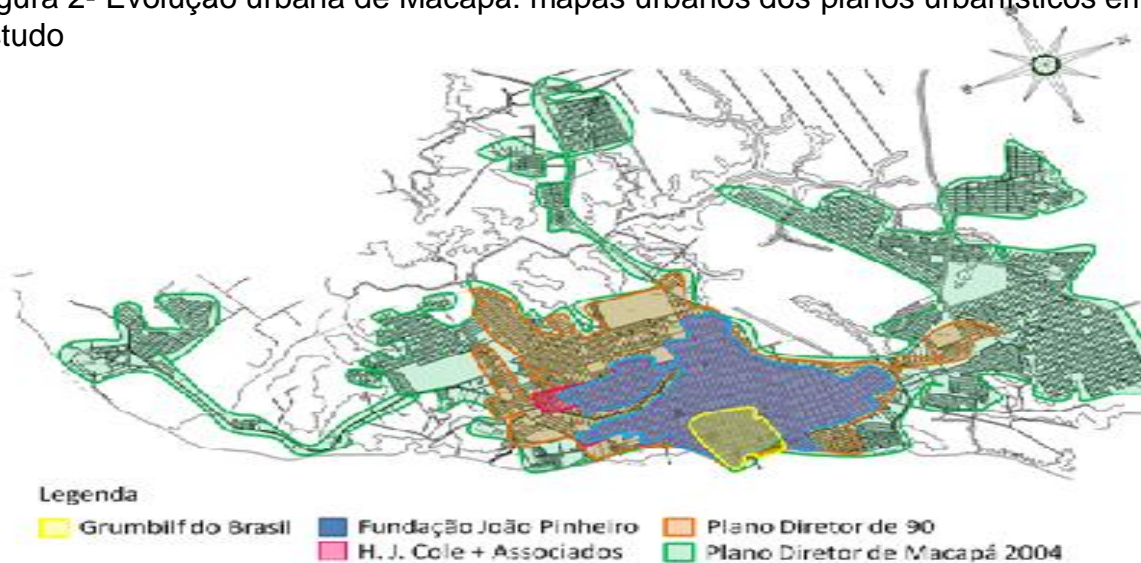 gura 2- Evolução urbana de Macapá: mapas urbanos dos planos urbanísticos em
studo
Legenda
Grumbilf do Brasil
Fundação João Pinheiro
Plano Diretor de 90
H. J. Cole + Associados
Plano Diretor de Macapá 2004